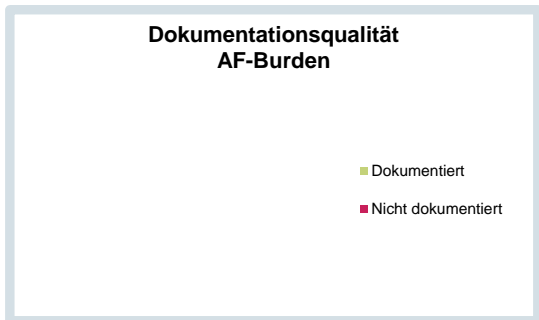 Dokumentationsqualität
AF-Burden
Dokumentiert
Nicht dokumentiert